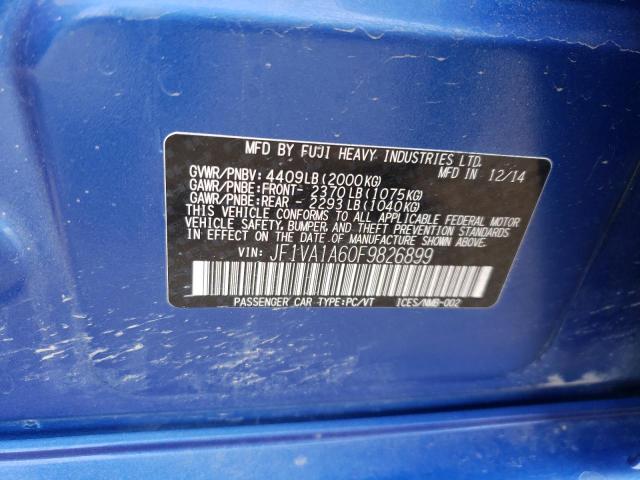 MFD BY FUJI HEAVY INDUSTRIES LTD.
MFD IN 12/14
GVWR/PNBV: 4409LB(2000KG)
GAWR/PNBE:FRONT- 2370LB(1075KG)
GAWR/PNBE:REAR - 2293LB(1040KG)
THIS VEHICLE CONFORMS TO ALL APPLICABLE FEDERAL MOTOR
VEHICLE SAFETY, BUMPER, AND THEFT PREVENTION STANDARDS
IN EFFECT ON THE DATE OF MANUFACTURE SHOWN ABOVE.
VIN: JF1VA1A60F9826899
PASSENGER CAR TYPE:PC/VT ICES/NMB-002